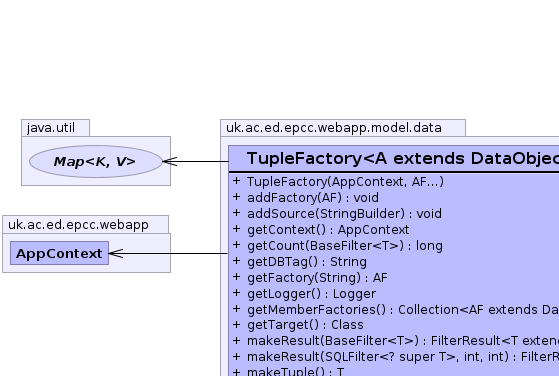 java.util
Map<K, V>
uk.ac.ed.epcc.webapp
AppContext
uk.ac.ed.epcc.webapp.model.data
TupleFactory<A extends DataObjec
+ TupleFactory(AppContext, AF...)
+ addFactory(AF) : void
+ addSource(StringBuilder) : void
+ getContext() : AppContext
+ getCount(BaseFilter<T>) : long
+ getDBTag() : String
+ getFactory(String) : AF
+ getLogger() : Logger
+ getMemberFactories() : Collection<AF extends Da
+ getTarget() : Class
+ makeResult(BaseFilter<T>) : FilterResult<T exten
+ makeResult(SQLFilter<? super T>, int, int) : FilterR
+ makeTuple() : T